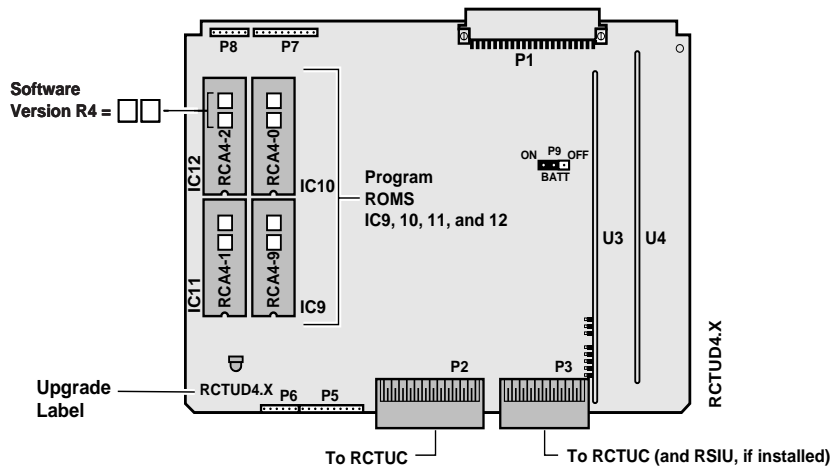 P8 P7
P1
Software
Version R4 =
IC12
RCA4-2
RCA4-0
IC10
Program
ROMS
IC9, 10, 11, and 12
ON P9 OFF
BATT
U3 U4
IC11
RCA4-1
RCA4-9
IC9
RCTUD4.X
Upgrade
Label
RCTUD4.X
P6 P5
P2
P3
To RCTUC
To RCTUC (and RSIU, if installed)